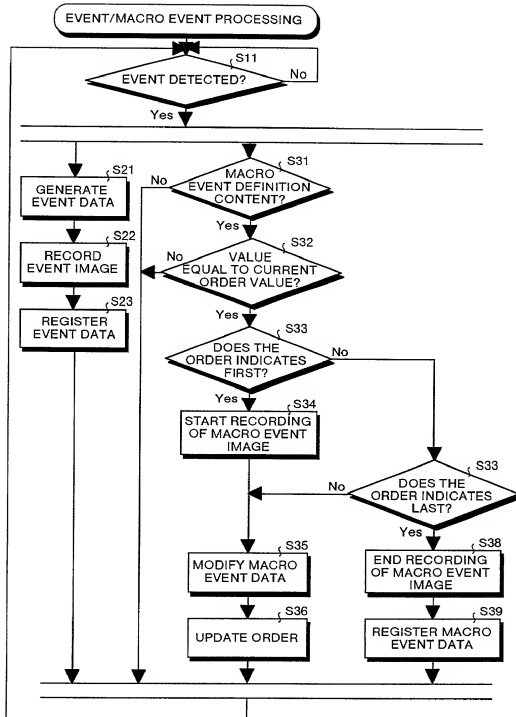 EVENT/MACRO EVENT PROCESSING
S11
EVENT DETECTED?
No
Yes
S21
GENERATE
EVENT DATA
S22
RECORD
EVENT IMAGE
S23
REGISTER
EVENT DATA
S31
MACRO
EVENT DEFINITION
CONTENT?
No
Yes
S32
VALUE
EQUAL TO CURRENT
ORDER VALUE?
No
Yes
S33
DOES THE
ORDER INDICATES
FIRST?
No
Yes
S34
START RECORDING
OF MACRO EVENT
IMAGE
S33
DOES THE
ORDER INDICATES
LAST?
No
Yes
S35
MODIFY MACRO
EVENT DATA
S36
UPDATE ORDER
S38
END RECORDING
OF MACRO EVENT
IMAGE
S39
REGISTER MACRO
EVENT DATA